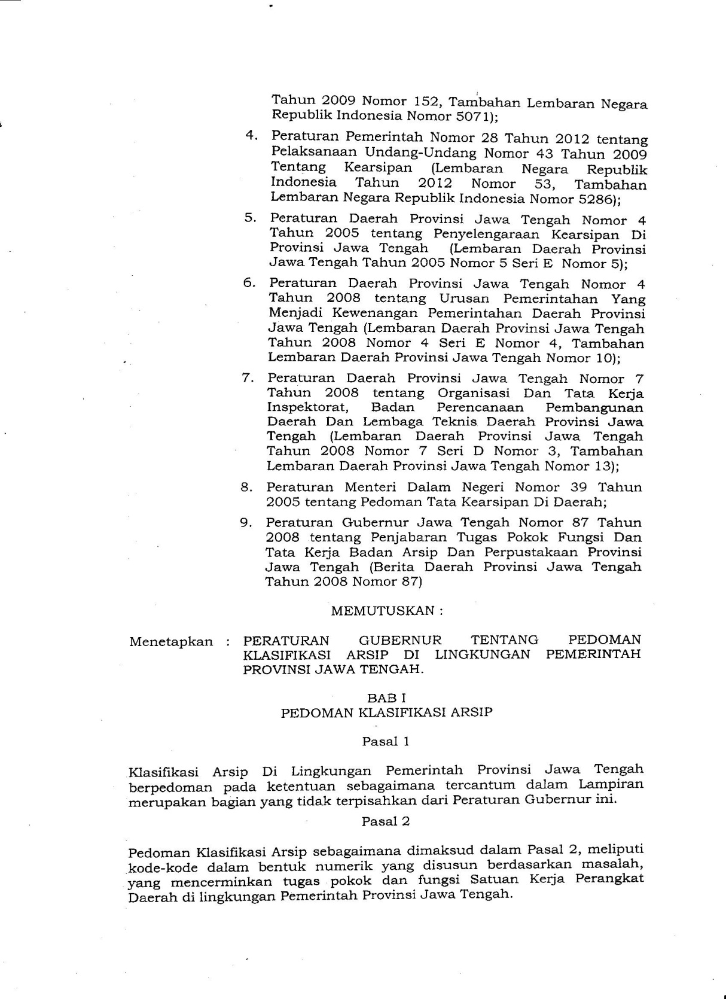 Tahun 2009 Nomor 152, Tambahan Lembaran Negara
Republik Indonesia Nomor 5071);
4. Peraturan Pemerintah Nomor 28 Tahun 2012 tentang
Pelaksanaan Undang-Undang Nomor 43 Tahun 2009
Tentang Kearsipan (Lembaran Negara Republik
Indonesia Tahun 2012 Nomor 53, Tambahan
Lembaran Negara Republik Indonesia Nomor 5286);
5. Peraturan Daerah Provinsi Jawa Tengah Nomor 4
Tahun 2005 tentang Penyelengaraan Kearsipan Di
Provinsi Jawa Tengah (Lembaran Daerah Provinsi
Jawa Tengah Tahun 2005 Nomor 5 Seri E Nomor 5);
6. Peraturan Daerah Provinsi Jawa Tengah Nomor 4
Tahun 2008 tentang Urusan Pemerintahan Yang
Menjadi Kewenangan Pemerintahan Daerah Provinsi
Jawa Tengah (Lembaran Daerah Provinsi Jawa Tengah
Tahun 2008 Nomor 4 Seri E Nomor 4, Tambahan
Lembaran Daerah Provinsi Jawa Tengah Nomor 10);
7. Peraturan Daerah Provinsi Jawa Tengah Nomor 7
Tahun 2008 tentang Organisasi Dan Tata Kerja
Inspektorat, Badan Perencanaan Pembangunan
Daerah Dan Lembaga Teknis Daerah Provinsi Jawa
Tengah (Lembaran Daerah Provinsi Jawa Tengah
Tahun 2008 Nomor 7 Seri D Nomor 3, Tambahan
Lembaran Daerah Provinsi Jawa Tengah Nomor 13);
8. Peraturan Menteri Dalam Negeri Nomor 39 Tahun
2005 tentang Pedoman Tata Kearsipan Di Daerah;
9. Peraturan Gubernur Jawa Tengah Nomor 87 Tahun
2008 tentang Penjabaran Tugas Pokok Fungsi Dan
Tata Kerja Badan Arsip Dan Perpustakaan Provinsi
Jawa Tengah (Berita Daerah Provinsi Jawa Tengah
Tahun 2008 Nomor 87)
MEMUTUSKAN :
Menetapkan : PERATURAN GUBERNUR TENTANG PEDOMAN
KLASIFIKASI ARSIP DI LINGKUNGAN PEMERINTAH
PROVINSI JAWA TENGAH.
BAB I
PEDOMAN KLASIFIKASI ARSIP
Pasal 1
Klasifikasi Arsip Di Lingkungan Pemerintah Provinsi Jawa Tengah
berpedoman pada ketentuan sebagaimana tercantum dalam Lampiran
merupakan bagian yang tidak terpisahkan dari Peraturan Gubernur ini.
Pasal 2
Pedoman Klasifikasi Arsip sebagaimana dimaksud dalam Pasal 2, meliputi
kode-kode dalam bentuk numerik yang disusun berdasarkan masalah,
yang mencerminkan tugas pokok dan fungsi Satuan Kerja Perangkat
Daerah di lingkungan Pemerintah Provinsi Jawa Tengah.